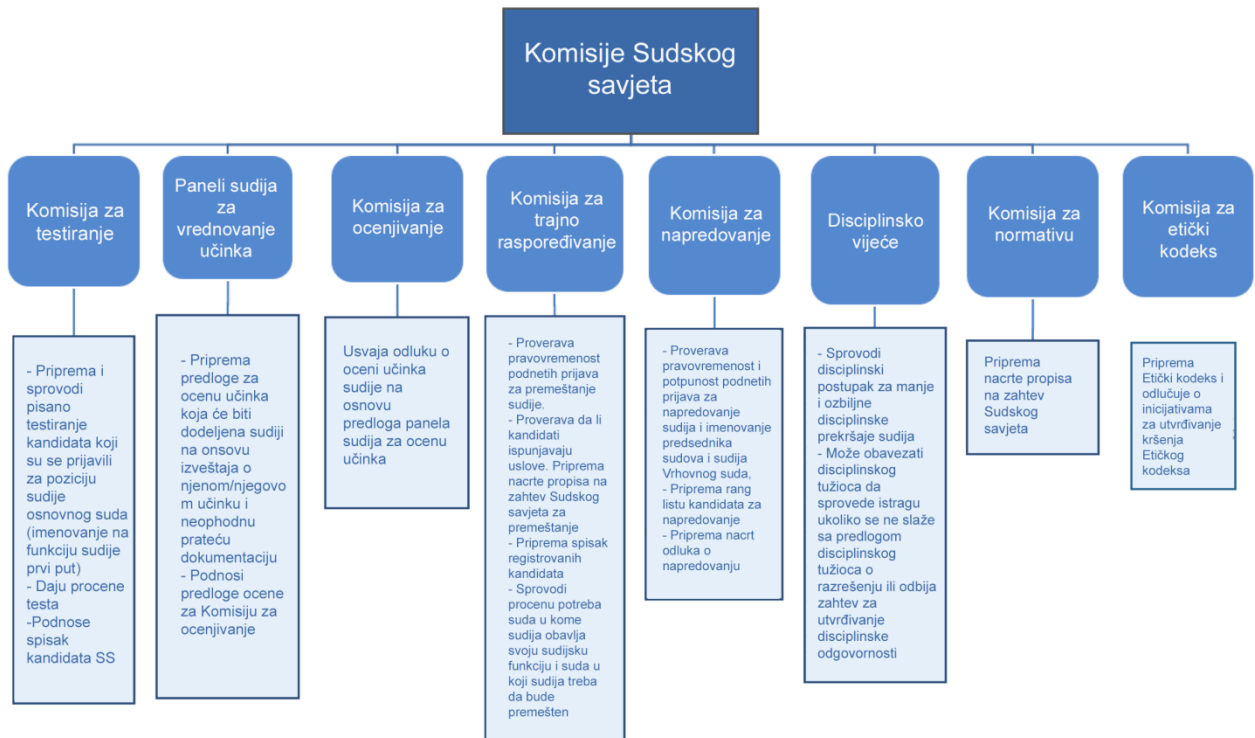 Komisije Sudskog
savjeta
Komisija za
testiranje
Paneli sudija
za
vrednovanje
učinka
Komisija za
ocenjivanje
Komisija za
trajno
raspoređivanje
Komisija za
napredovanje
Disciplinsko
vijeće
Komisija za
normativu
Komisija za
etički
kodeks
- Priprema i
sprovodi
pisano
testiranje
kandidata koji
su se prijavili
za poziciju
sudije
osnovnog suda
(imenovanje na
funkciju sudije
prvi put)
- Daju procene
testa
-Podnose
spisak
kandidata SS
- Priprema
predloge za
ocenu učinka
koja će biti
dodeljena sudiji
na onsovu
izveštaja o
njenom/njegovo
m učinku i
neophodnu
prateću
dokumentaciju
- Podnosi
predloge ocene
za Komisiju za
ocenjivanje
Usvaja odluku o
oceni učinka
sudije na
osnovu
predloga panela
sudija za ocenu
učinka
- Proverava
pravovremenost
podnetih prijava
za premeštanje
sudije.
- Proverava da li
kandidati
ispunjavaju
uslove. Priprema
nacrte propisa na
zahtev Sudskog
savjeta za
premeštanje
- Priprema spisak
registrovanih
kandidata
- Sprovodi
procenu potreba
suda u kome
sudija obavlja
svoju sudijsku
funkciju i suda u
koji sudija treba
da bude
premešten
- Proverava
pravovremenost i
potpunost podnetih
prijava za
napredovanje
sudija i imenovanje
predsednika
sudova i sudija
Vrhovnog suda,
- Priprema rang
listu kandidata za
napredovanje
- Priprema nacrt
odluka o
napredovanju
- Sprovodi
disciplinski
postupak za manje
i ozbiljne
disciplinske
prekršaje sudija
- Može obavezati
disciplinskog
tužioca da
sprovede istragu
ukoliko se ne slaže
sa predlogom
disciplinskog
tužioca o
razrešenju ili odbija
zahtev za
utvrđivanje
disciplinske
odgovornosti
Priprema
nacrte propisa
na zahtev
Sudskog
savjeta
Priprema
Etički kodeks i
odlučuje o
inicijativama
za utvrđivanje
kršenja
Etičkog
kodeksa